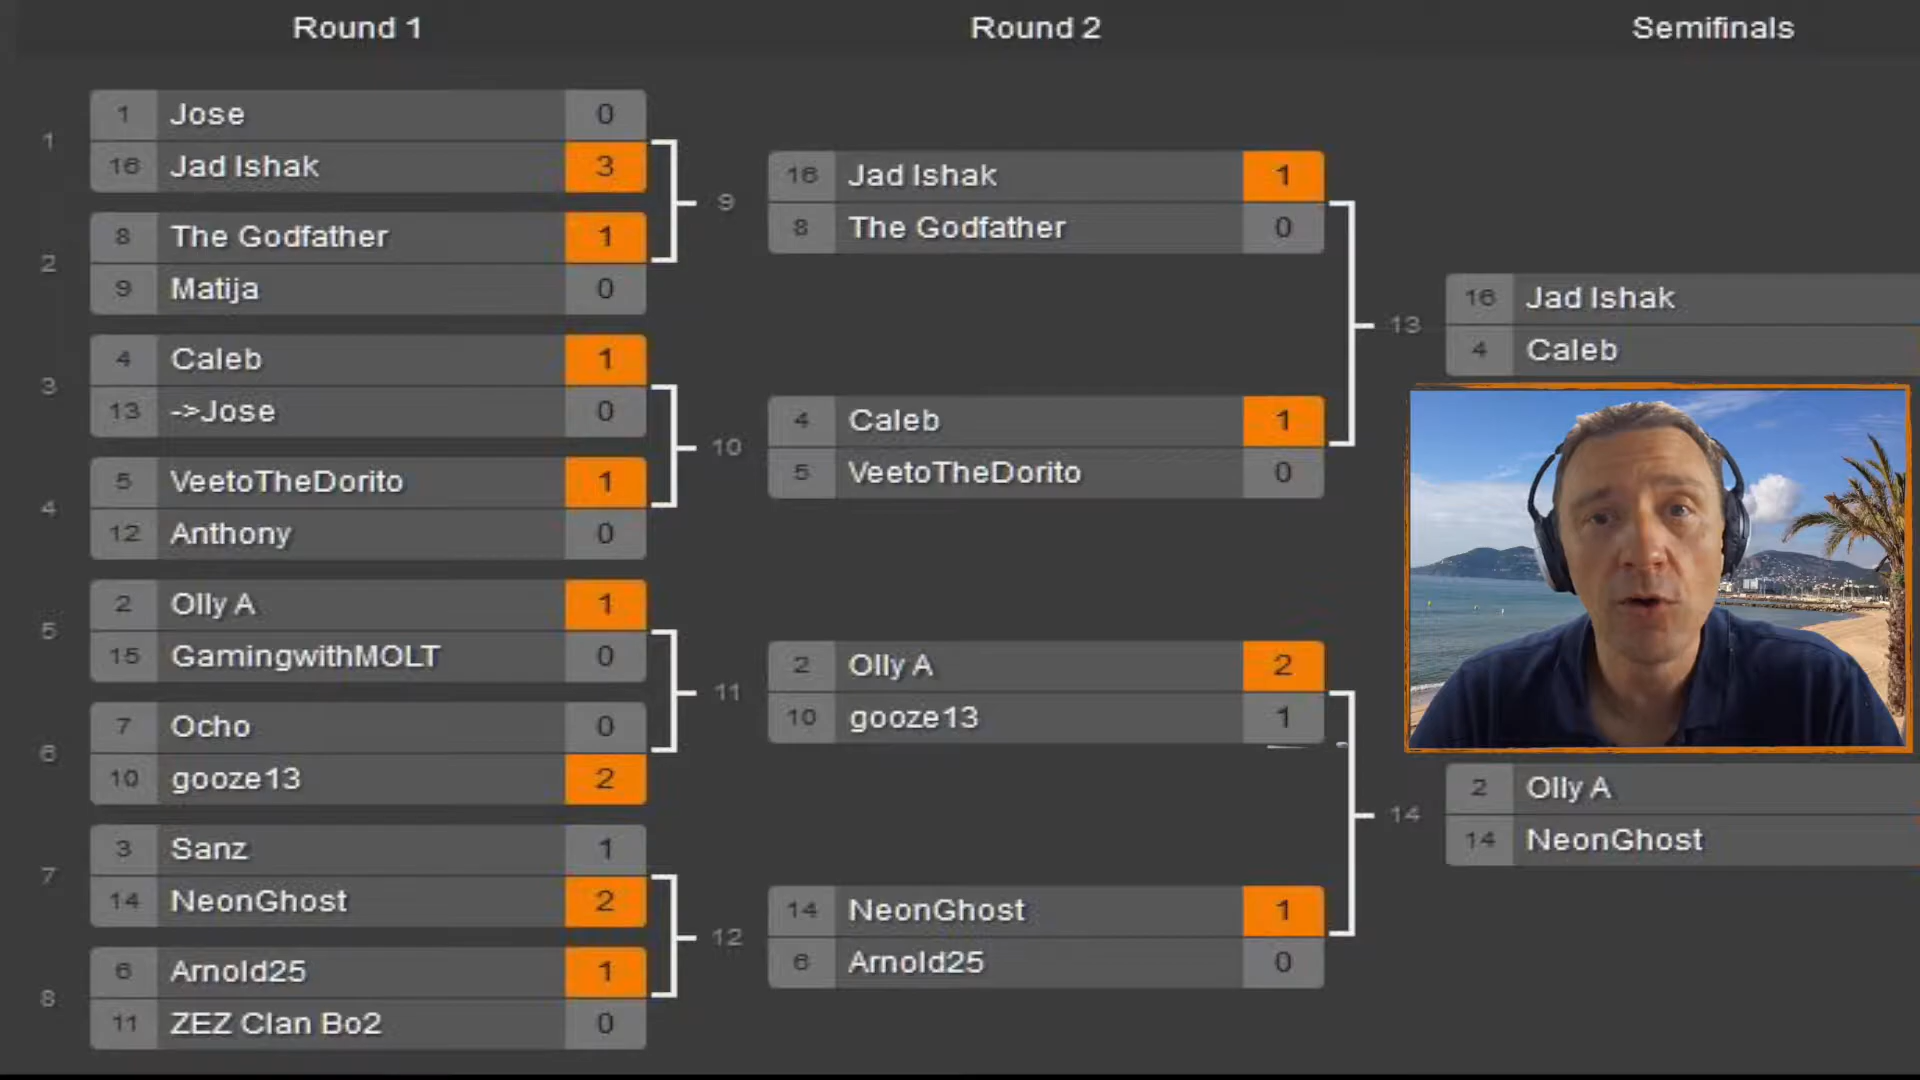 Round 1
Round 2
Semifinals
1
1 Jose 0
16 Jad Ishak 3
2
8 The Godfather 1
9 Matija 0
3
4 Caleb 1
13 ->Jose 0
4
5 VeetoTheDorito 1
12 Anthony 0
5
2 Olly A 1
15 GamingwithMOLT 0
6
7 Ocho 0
10 gooze13 2
7
3 Sanz 1
14 NeonGhost 2
8
6 Arnold25 1
11 ZEZ Clan Bo2 0
9
16 Jad Ishak 1
8 The Godfather 0
10
4 Caleb 1
5 VeetoTheDorito 0
11
2 Olly A 2
10 gooze13 1
12
14 NeonGhost 1
6 Arnold25 0
13
16 Jad Ishak
4 Caleb
14
2 Olly A
14 NeonGhost